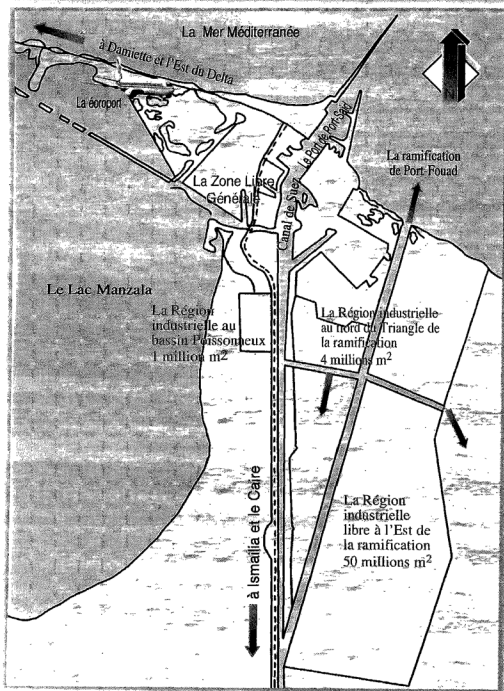 La Mer Méditerranée
à Damiette et l'Est du Delta
La éoroport
Le Port de Port-Said
La ramification
de Port-Fouad
La Zone Libre
Générale
Canal de Suez
Le Lac Manzala
La Région
industrielle au
bassin Poissonneux
1 million m²
La Région industrielle
au nord du Triangle de
la ramification
4 millions m²
à Ismailia et le Caire
La Région
industrielle
libre à l'Est de
la ramification
50 millions m²